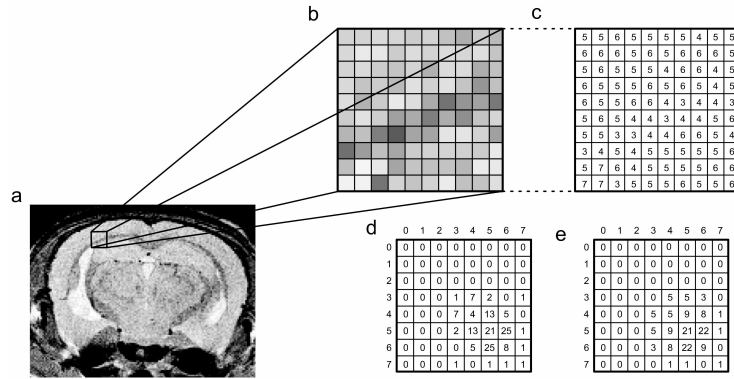 a
b
c
5 5 6 5 5 5 5 4 5 5
6 6 5 6 5 6 5 5 6 5
5 6 5 5 5 4 6 6 4 5
6 5 5 5 6 5 5 4 5 6
6 5 5 6 6 4 3 4 4 3
5 6 5 4 4 3 4 4 5 6
5 5 3 3 4 4 6 6 5 4
3 4 5 4 5 5 5 5 5 6
5 7 6 4 5 5 5 6 6 6
7 7 3 5 5 5 6 5 5 6
d
0 1 2 3 4 5 6 7
0 0 0 0 0 0 0 0 0
1 0 0 0 0 0 0 0 0
2 0 0 0 0 0 0 0 0
3 0 0 0 1 7 2 0 1
4 0 0 0 7 4 13 5 0
5 0 0 0 2 13 21 25 1
6 0 0 0 0 5 25 8 1
7 0 0 0 1 0 1 1 1
e
0 1 2 3 4 5 6 7
0 0 0 0 0 0 0 0 0
1 0 0 0 0 0 0 0 0
2 0 0 0 0 0 0 0 0
3 0 0 0 0 5 5 3 0
4 0 0 0 5 5 9 8 1
5 0 0 0 5 9 21 22 1
6 0 0 0 3 8 22 9 0
7 0 0 0 0 1 1 0 1